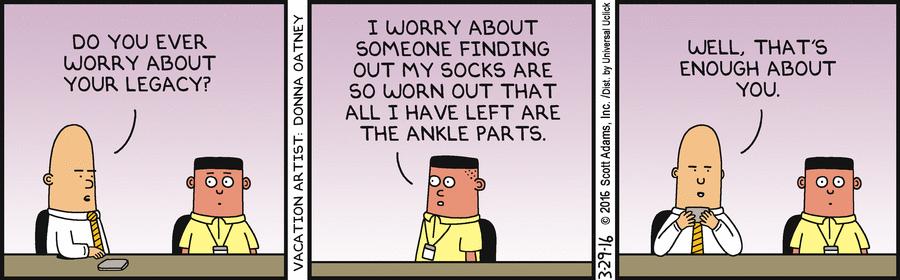 DO YOU EVER
WORRY ABOUT
YOUR LEGACY?
VACATION ARTIST: DONNA OATNEY
I WORRY ABOUT
SOMEONE FINDING
OUT MY SOCKS ARE
SO WORN OUT THAT
ALL I HAVE LEFT ARE
THE ANKLE PARTS.
3-29-16 © 2016 Scott Adams, Inc. /Dist. by Universal Uclick
WELL, THAT'S
ENOUGH ABOUT
YOU.